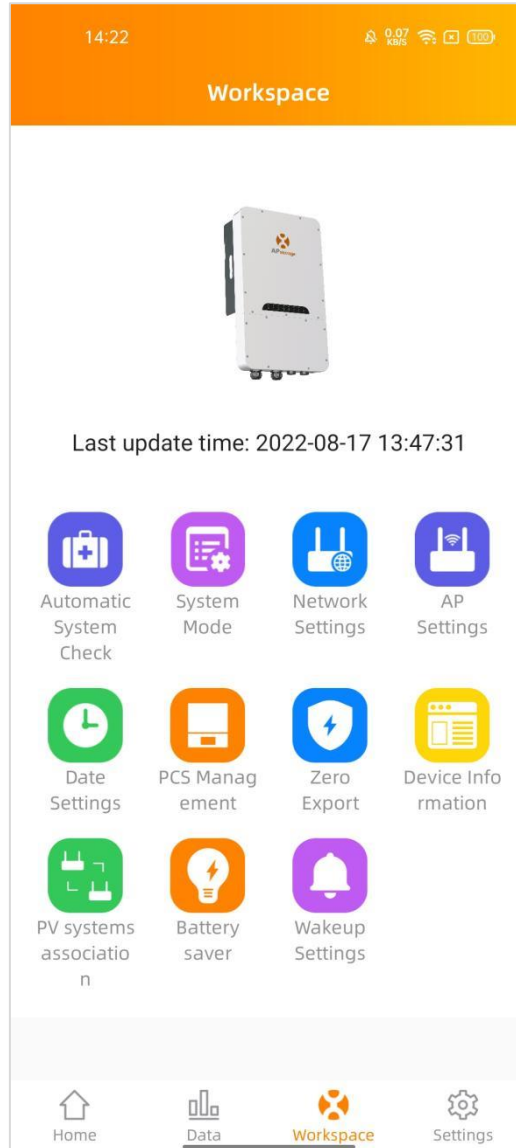 14:22
0.07
KB/S
100
Workspace
APstorage
Last update time: 2022-08-17 13:47:31
Automatic
System
Check
System
Mode
Network
Settings
AP
Settings
Date
Settings
PCS Manag
ement
Zero
Export
Device Info
rmation
PV systems
associatio
n
Battery
saver
Wakeup
Settings
Home
Data
Workspace
Settings